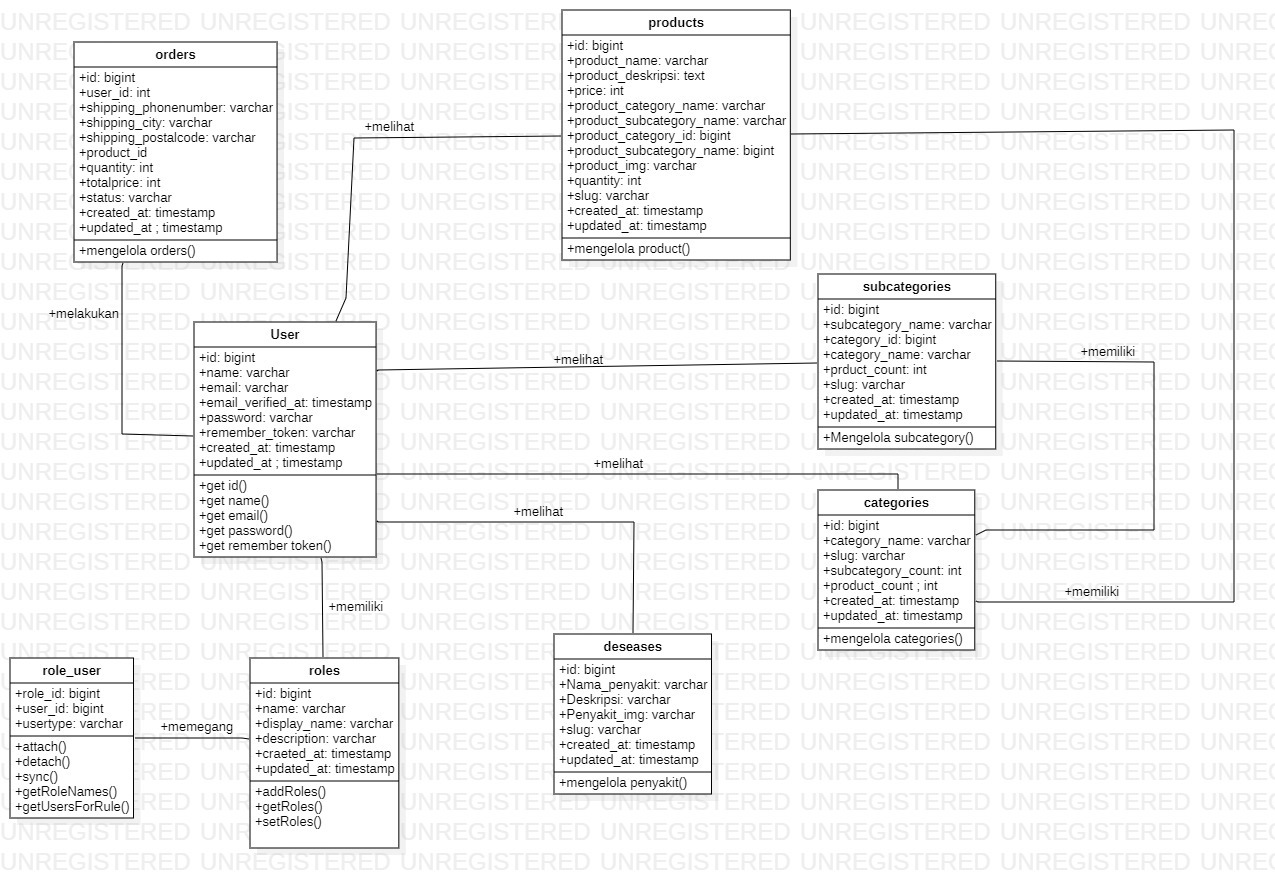 orders
+id: bigint
+user_id: int
+shipping_phonenumber: varchar
+shipping_city: varchar
+shipping_postalcode: varchar
+product_id
+quantity: int
+totalprice: int
+status: varchar
+created_at: timestamp
+updated_at ; timestamp
+mengelola orders()
products
+id: bigint
+product_name: varchar
+product_deskripsi: text
+price: int
+product_category_name: varchar
+product_subcategory_name: varchar
+product_category_id: bigint
+product_subcategory_name: bigint
+product_img: varchar
+quantity: int
+slug: varchar
+created_at: timestamp
+updated_at: timestamp
+mengelola product()
+melihat
+melakukan
User
+id: bigint
+name: varchar
+email: varchar
+email_verified_at: timestamp
+password: varchar
+remember_token: varchar
+created_at: timestamp
+updated_at ; timestamp
+get id()
+get name()
+get email()
+get password()
+get remember token()
+melihat
subcategories
+id: bigint
+subcategory_name: varchar
+category_id: bigint
+category_name: varchar
+prduct_count: int
+slug: varchar
+created_at: timestamp
+updated_at: timestamp
+Mengelola subcategory()
+memiliki
+melihat
+melihat
categories
+id: bigint
+category_name: varchar
+slug: varchar
+subcategory_count: int
+product_count ; int
+created_at: timestamp
+updated_at: timestamp
+mengelola categories()
+memiliki
+memiliki
role_user
+role_id: bigint
+user_id: bigint
+usertype: varchar
+attach()
+detach()
+sync()
+getRoleNames()
+getUsersForRule()
+memegang
roles
+id: bigint
+name: varchar
+display_name: varchar
+description: varchar
+craeted_at: timestamp
+updated_at: timestamp
+addRoles()
+getRoles()
+setRoles()
deseases
+id: bigint
+Nama_penyakit: varchar
+Deskripsi: varchar
+Penyakit_img: varchar
+slug: varchar
+created_at: timestamp
+updated_at: timestamp
+mengelola penyakit()
UNREGISTERED